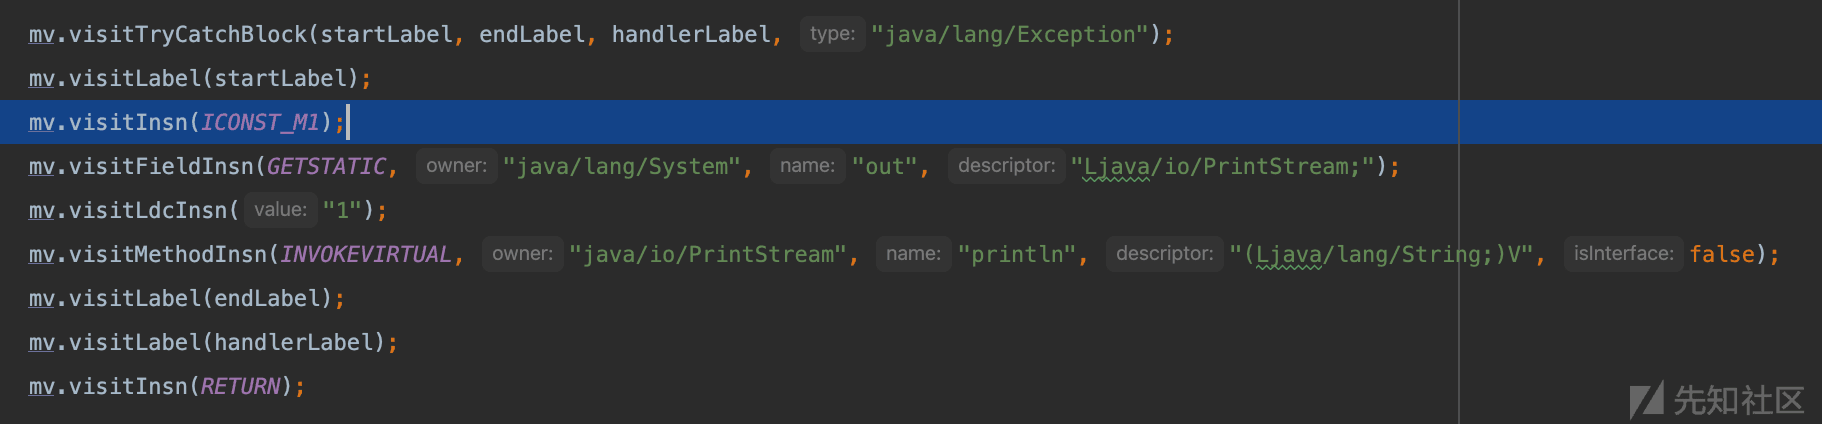 mv.visitTryCatchBlock(startLabel, endLabel, handlerLabel, type: "java/lang/Exception");
mv.visitLabel(startLabel);
mv.visitInsn(ICONST_M1);
mv.visitFieldInsn(GETSTATIC, owner: "java/lang/System", name: "out", descriptor: "Ljava/io/PrintStream;");
mv.visitLdcInsn( value: "1");
mv.visitMethodInsn(INVOKEVIRTUAL, owner: "java/io/PrintStream", name: "println", descriptor: "(Ljava/lang/String;)V", isInterface: false);
mv.visitLabel(endLabel);
mv.visitLabel(handlerLabel);
mv.visitInsn(RETURN);
先知社区